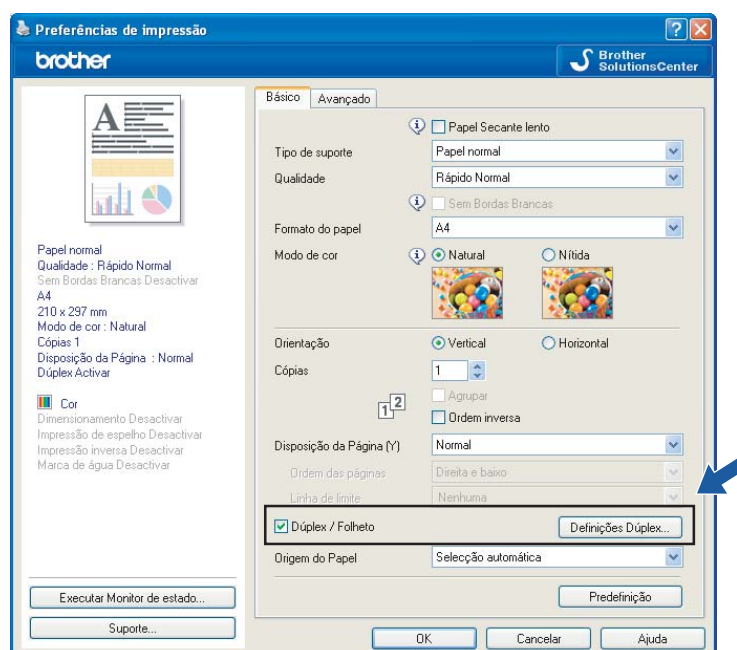 Preferências de impressão
brother
Brother
SolutionsCenter
A
Papel normal
Qualidade : Rápido Normal
Sem Bordas Brancas Desactivar
A4
210 x 297 mm
Modo de cor : Natural
Cópias 1
Disposição da Página : Normal
Dúplex Activar
Cor
Dimensionamento Desactivar
Impressão de espelho Desactivar
Impressão inversa Desactivar
Marca de água Desactivar
Executar Monitor de estado...
Suporte...
Básico Avançado
Papel Secante lento
Tipo de suporte Papel normal
Qualidade Rápido Normal
Sem Bordas Brancas
Formato do papel A4
Modo de cor Natural Nítida
Orientação Vertical Horizontal
Cópias 1
Agrupar
1 2
Ordem inversa
Disposição da Página (Y) Normal
Ordem das páginas Direita e baixo
Linha de limite Nenhuma
Dúplex / Folheto Definições Dúplex...
Origem do Papel Selecção automática
Predefinição
OK Cancelar Ajuda